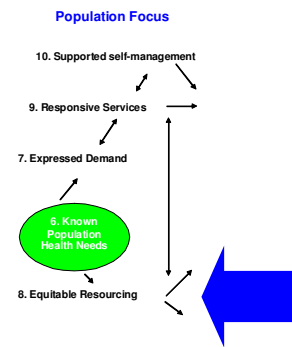 Population Focus
10. Supported self-management
9. Responsive Services
7. Expressed Demand
6. Known
Population
Health Needs
8. Equitable Resourcing